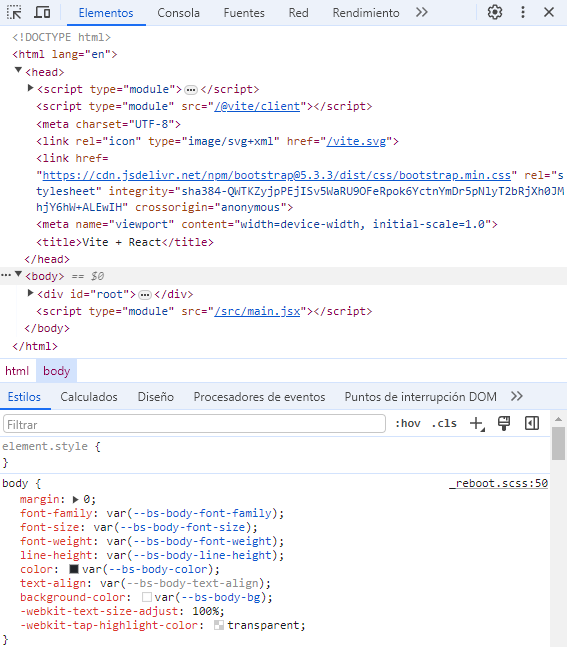 Elementos Consola Fuentes Red Rendimiento
<!DOCTYPE html>
<html lang="en">
<head>
<script type="module"> … </script>
<script type="module" src="/@vite/client"></script>
<meta charset="UTF-8">
<link rel="icon" type="image/svg+xml" href="/vite.svg">
<link href=
"https://cdn.jsdelivr.net/npm/bootstrap@5.3.3/dist/css/bootstrap.min.css" rel="s
tylesheet" integrity="sha384-QWTKZyjpPEjISv5WaRU9OFeRpok6YctnYmDr5pNlyT2bRjXh0JM
hjY6hW+ALEwIH" crossorigin="anonymous">
<meta name="viewport" content="width=device-width, initial-scale=1.0">
<title>Vite + React</title>
</head>
… <body> == $0
<div id="root"> … </div>
<script type="module" src="/src/main.jsx"></script>
</body>
</html>
html body
Estilos Calculados Diseño Procesadores de eventos Puntos de interrupción DOM
Filtrar :hov .cls
element.style {
}
body { _reboot.scss:50
margin: 0;
font-family: var(--bs-body-font-family);
font-size: var(--bs-body-font-size);
font-weight: var(--bs-body-font-weight);
line-height: var(--bs-body-line-height);
color: var(--bs-body-color);
text-align: var(--bs-body-text-align);
background-color: var(--bs-body-bg);
-webkit-text-size-adjust: 100%;
-webkit-tap-highlight-color: transparent;
}